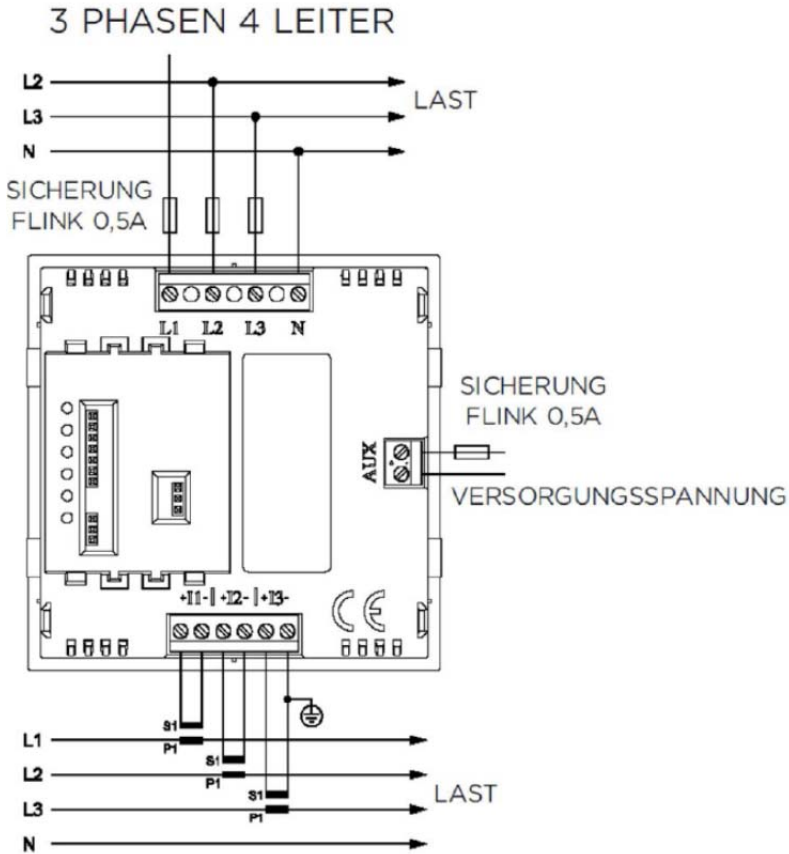 3 PHASEN 4 LEITER
L2
L3
N
LAST
SICHERUNG
FLINK 0,5A
L1 L2 L3 N
SICHERUNG
FLINK 0,5A
AUX
VERSORGUNGSSPANNUNG
+I1-| +I2- |+I3-
CE
S1
L1
P1
S1
L2
P1
S1
L3
P1
LAST
N